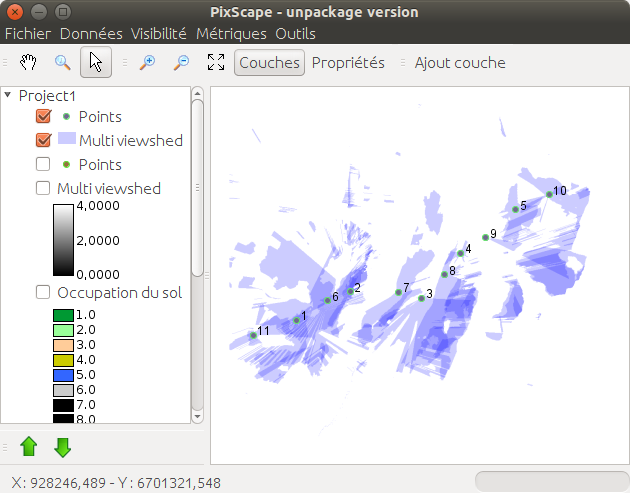 PixScape - unpackage version
Fichier Données Visibilité Métriques Outils
Couches Propriétés Ajout couche
Project1
Points
Multi viewshed
Points
Multi viewshed
4,0000
2,0000
0,0000
Occupation du sol
1.0
2.0
3.0
4.0
5.0
6.0
7.0
8.0
10
5
9
4
8
7
3
2
6
1
11
X : 928246,489 - Y : 6701321,548